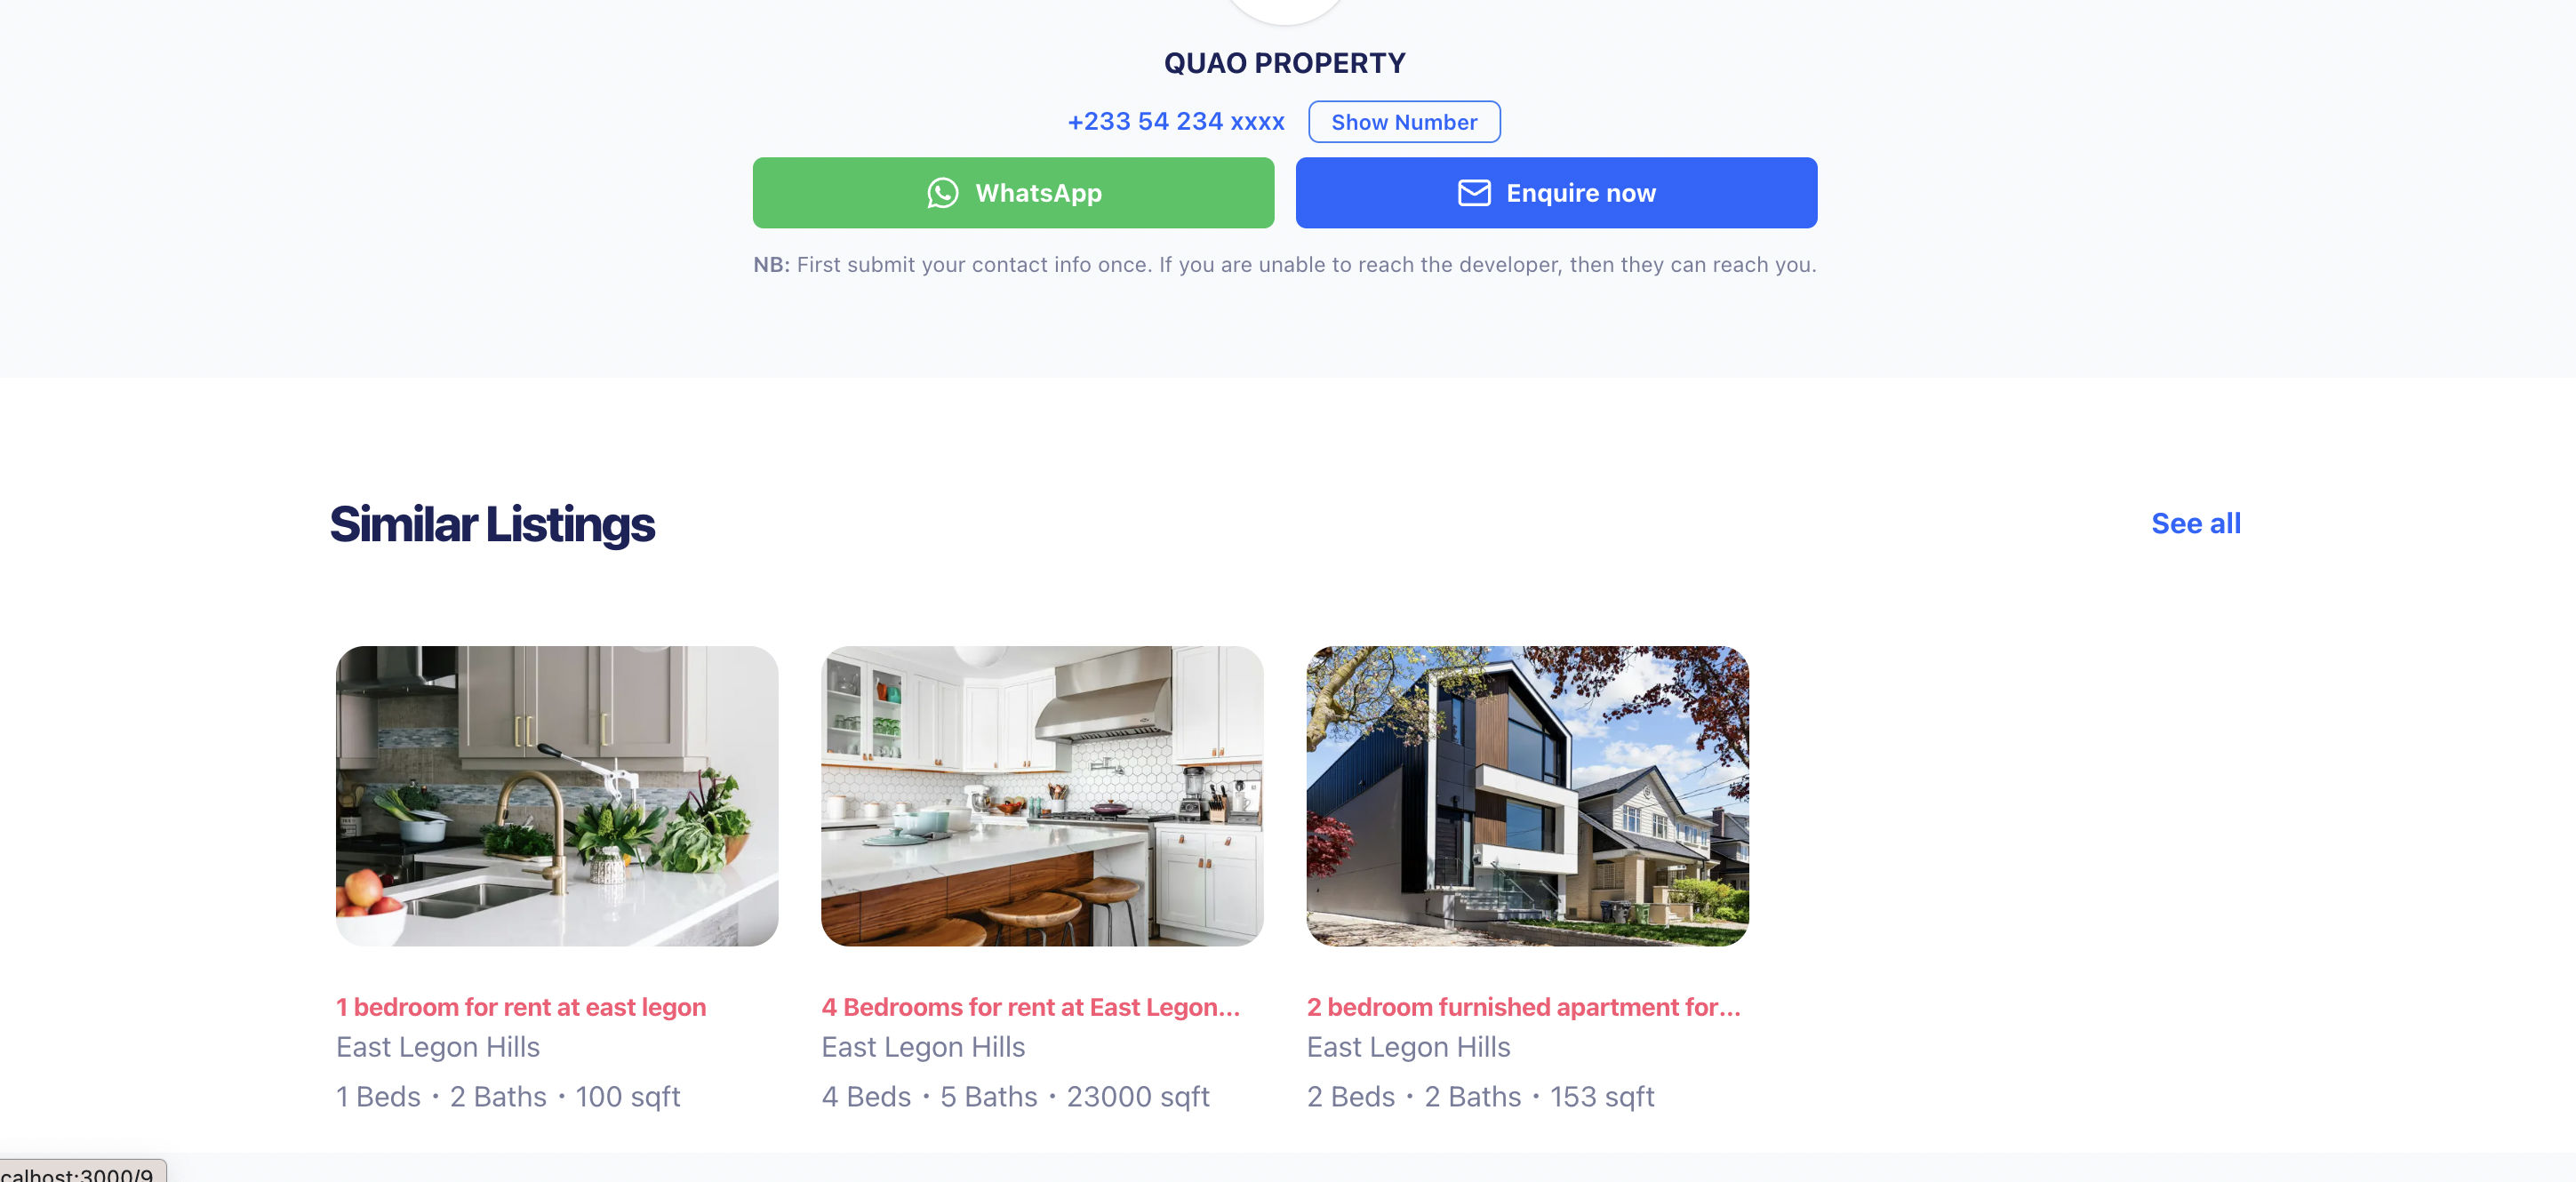 QUAO PROPERTY
+233 54 234 xxxx Show Number
WhatsApp Enquire now
NB: First submit your contact info once. If you are unable to reach the developer, then they can reach you.
Similar Listings See all
1 bedroom for rent at east legon
East Legon Hills
1 Beds • 2 Baths • 100 sqft
4 Bedrooms for rent at East Legon...
East Legon Hills
4 Beds • 5 Baths • 23000 sqft
2 bedroom furnished apartment for...
East Legon Hills
2 Beds • 2 Baths • 153 sqft
calhost:3000/9